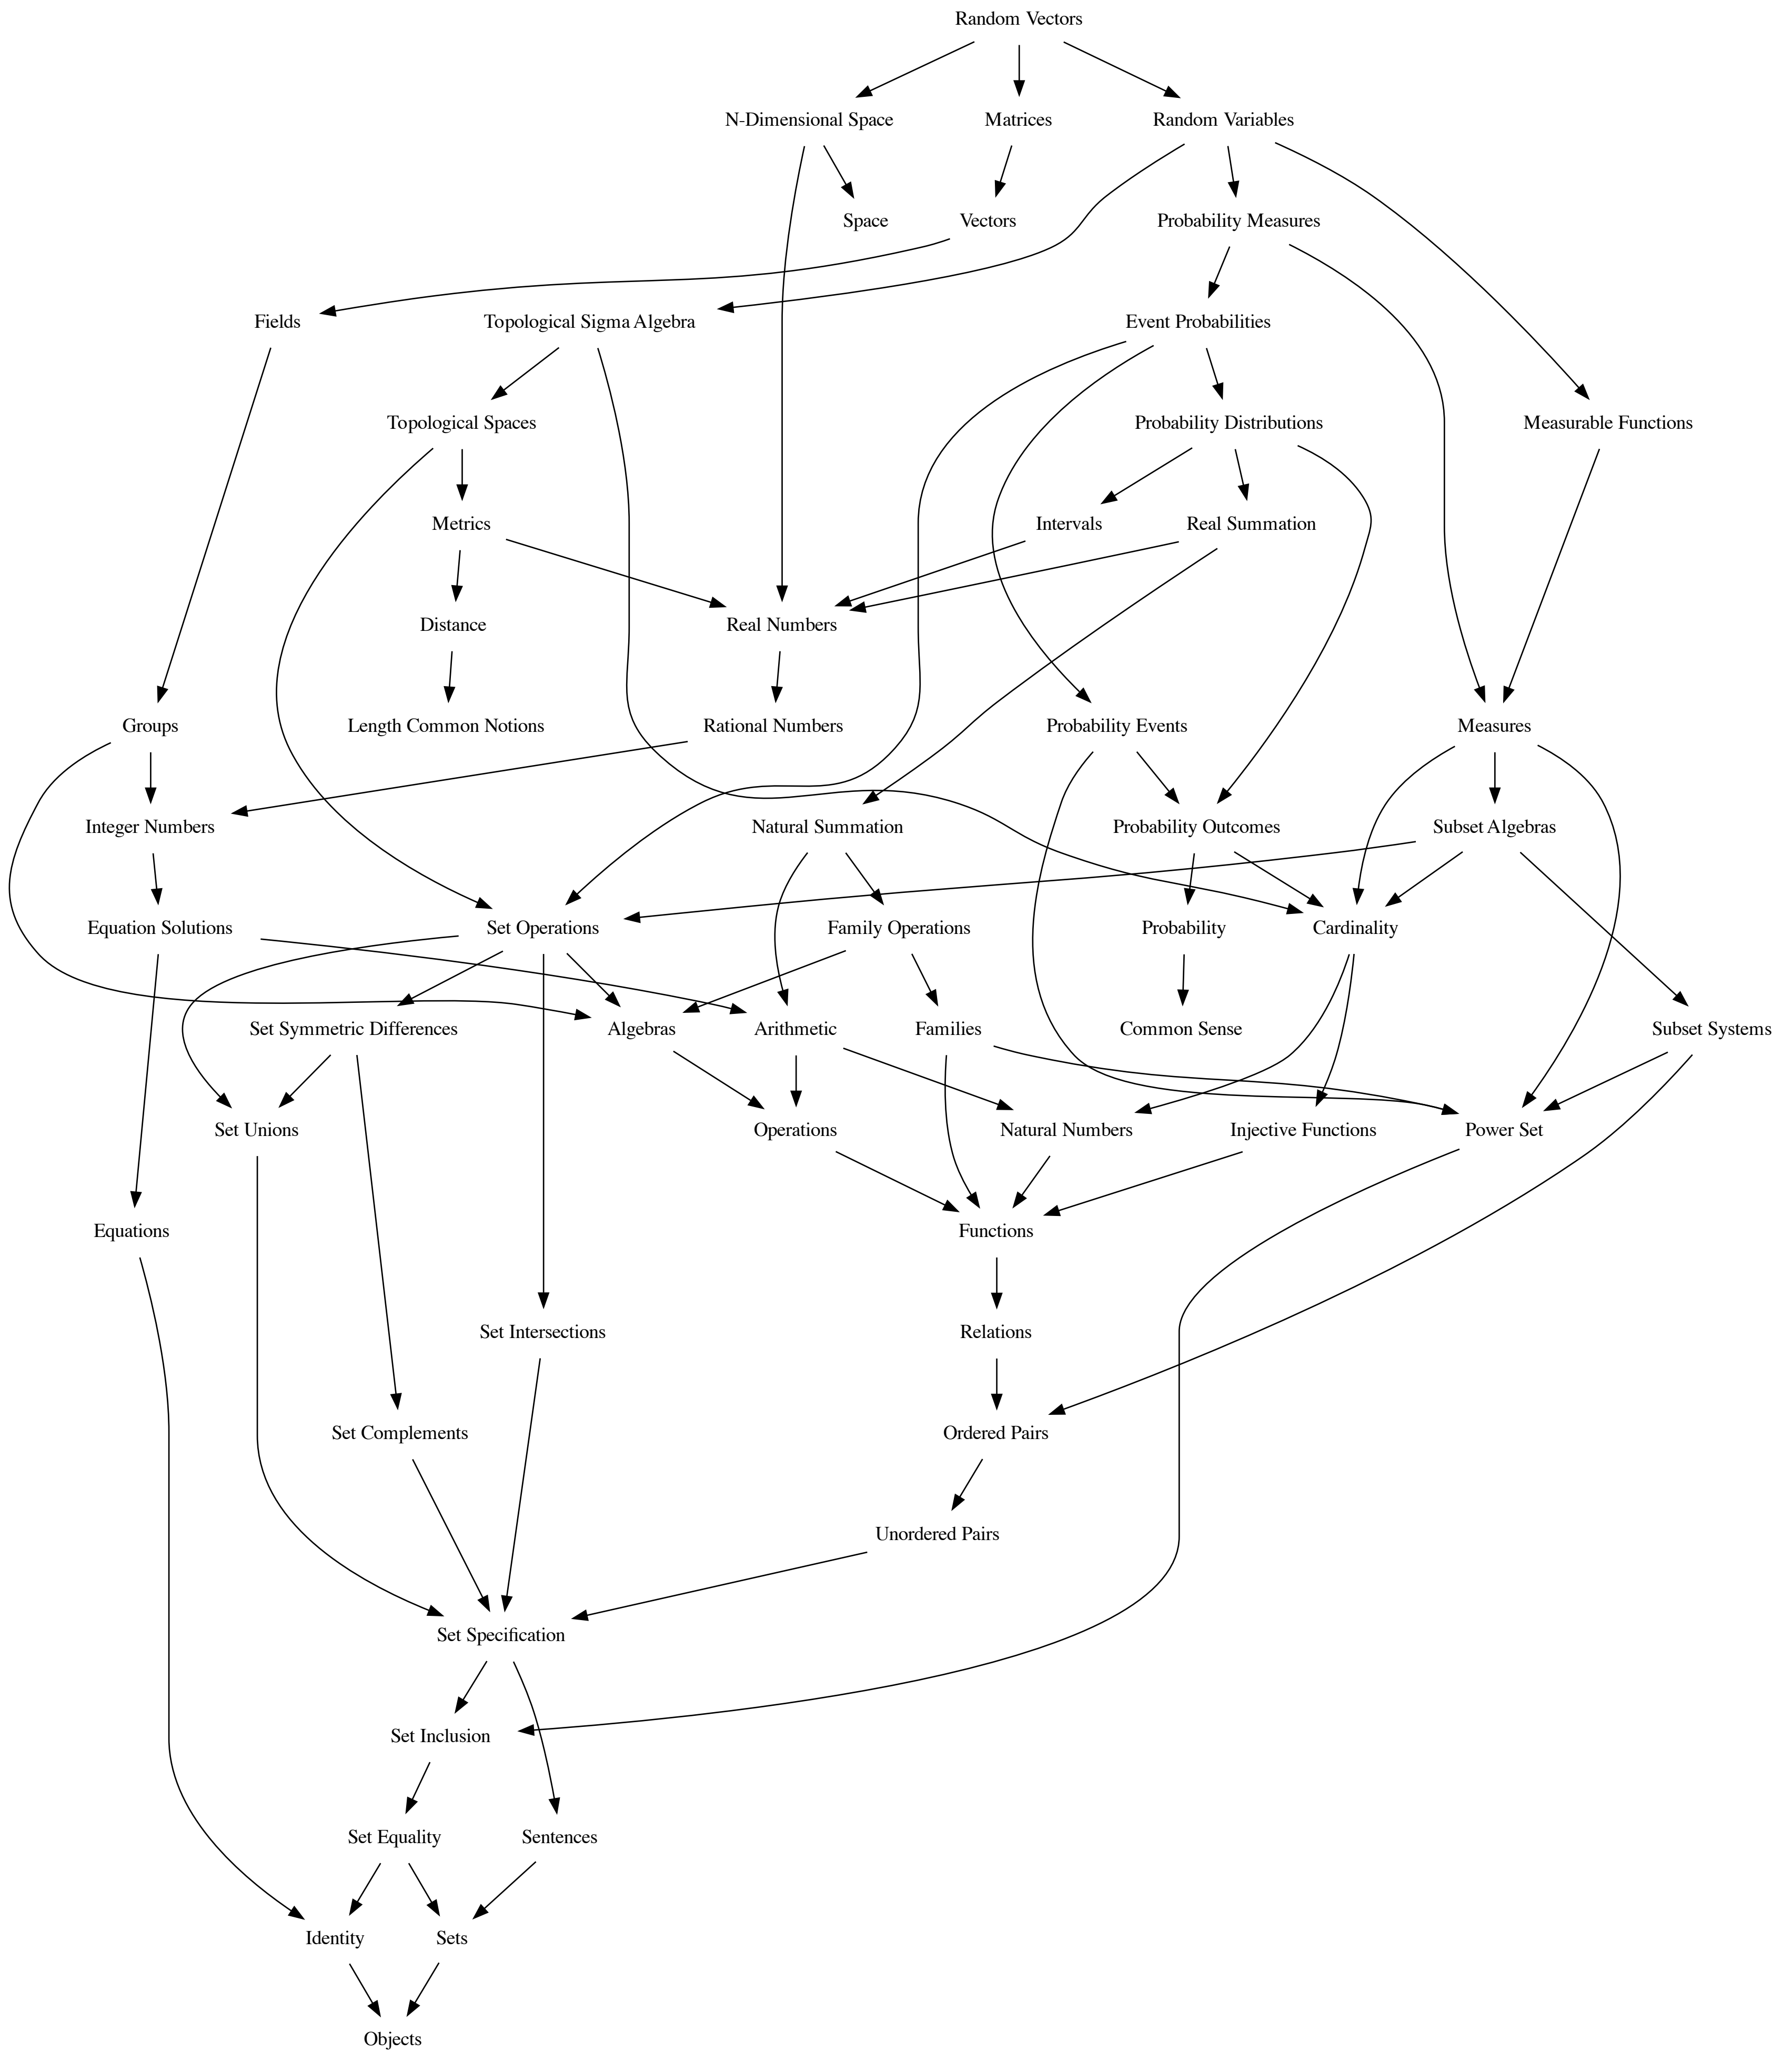 Random Vectors
N-Dimensional Space
Matrices
Random Variables
Space
Vectors
Probability Measures
Fields
Topological Sigma Algebra
Event Probabilities
Topological Spaces
Probability Distributions
Measurable Functions
Metrics
Intervals
Real Summation
Distance
Real Numbers
Groups
Length Common Notions
Rational Numbers
Probability Events
Measures
Integer Numbers
Natural Summation
Probability Outcomes
Subset Algebras
Equation Solutions
Set Operations
Family Operations
Probability
Cardinality
Set Symmetric Differences
Algebras
Arithmetic
Families
Common Sense
Subset Systems
Set Unions
Operations
Natural Numbers
Injective Functions
Power Set
Equations
Functions
Set Intersections
Relations
Set Complements
Ordered Pairs
Unordered Pairs
Set Specification
Set Inclusion
Set Equality
Sentences
Identity
Sets
Objects